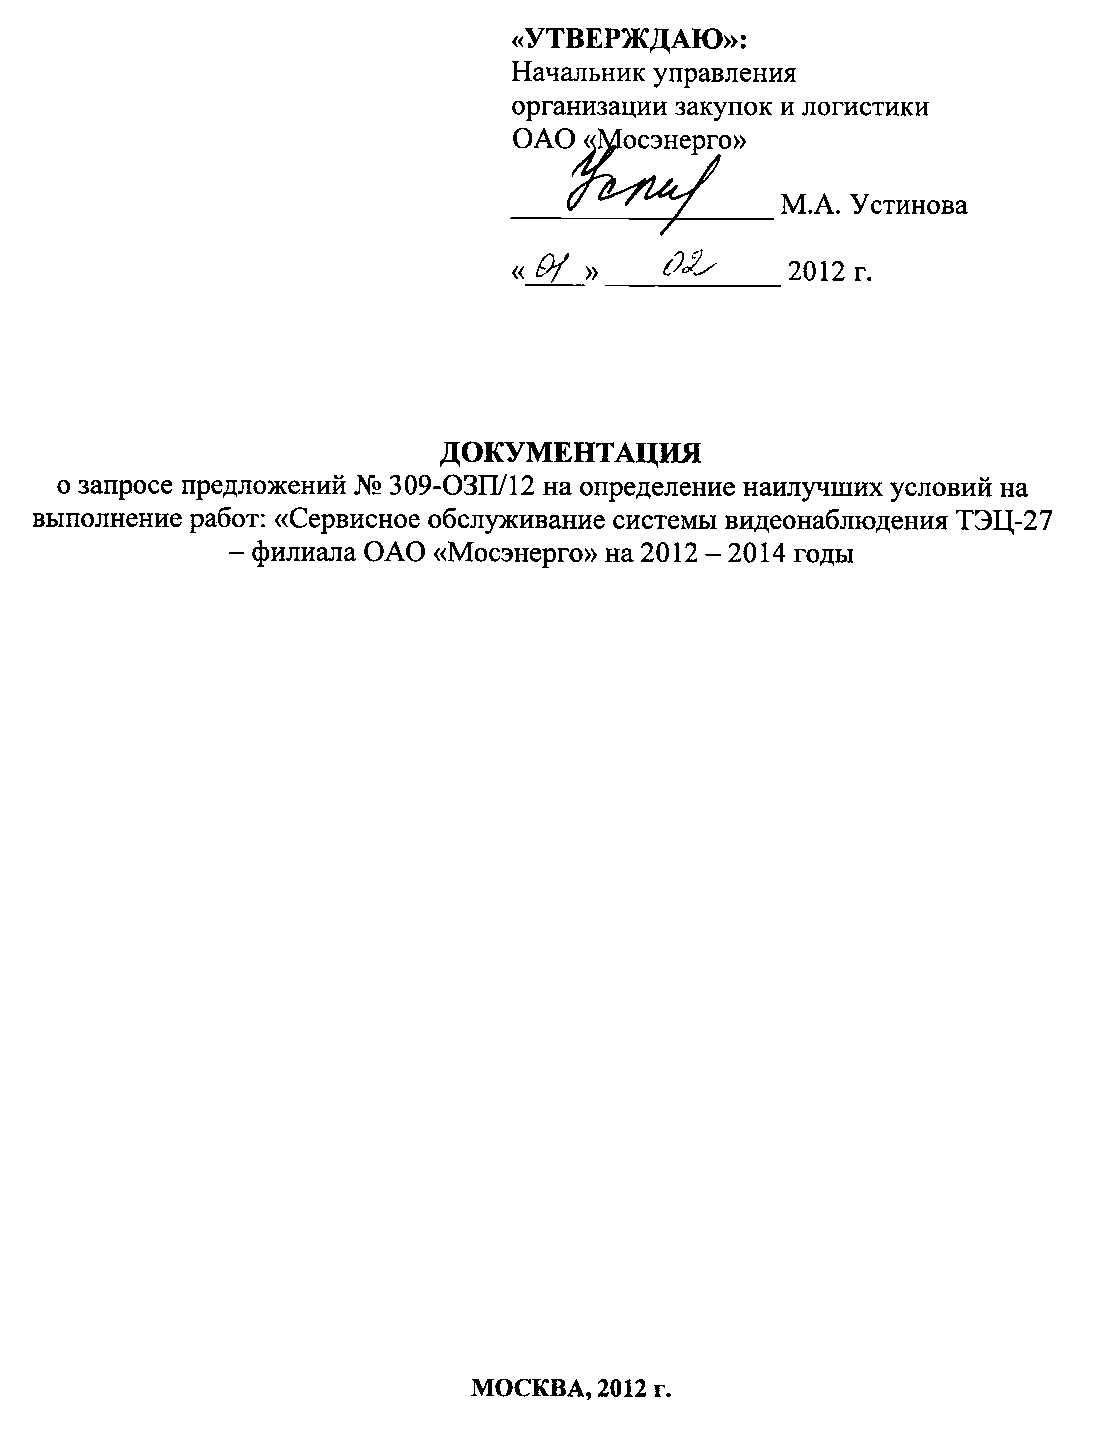 «УТВЕРЖДАЮ»:
Начальник управления
организации закупок и логистики
ОАО «Мосэнерго»
М.А. Устинова
«01» 02 2012 г.
ДОКУМЕНТАЦИЯ
о запросе предложений № 309-ОЗП/12 на определение наилучших условий на
выполнение работ: «Сервисное обслуживание системы видеонаблюдения ТЭЦ-27
– филиала ОАО «Мосэнерго» на 2012 – 2014 годы
МОСКВА, 2012 г.